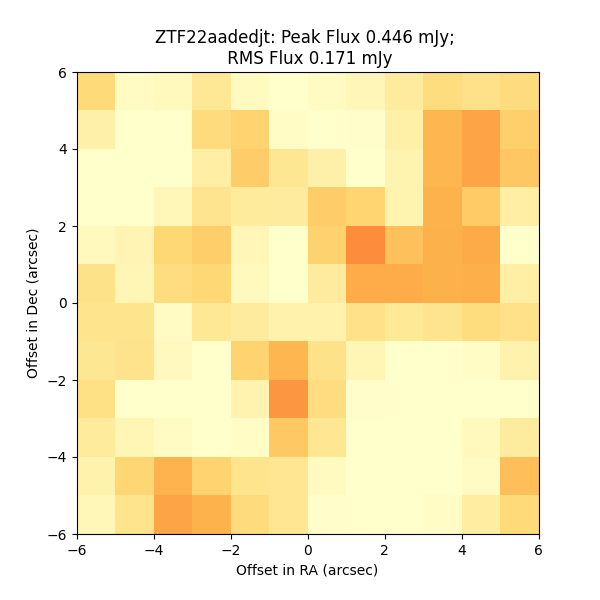 ZTF22aadedjt: Peak Flux 0.446 mJy;
RMS Flux 0.171 mJy
6
4
2
0
−2
−4
−6
Offset in Dec (arcsec)
−6 −4 −2 0 2 4 6
Offset in RA (arcsec)